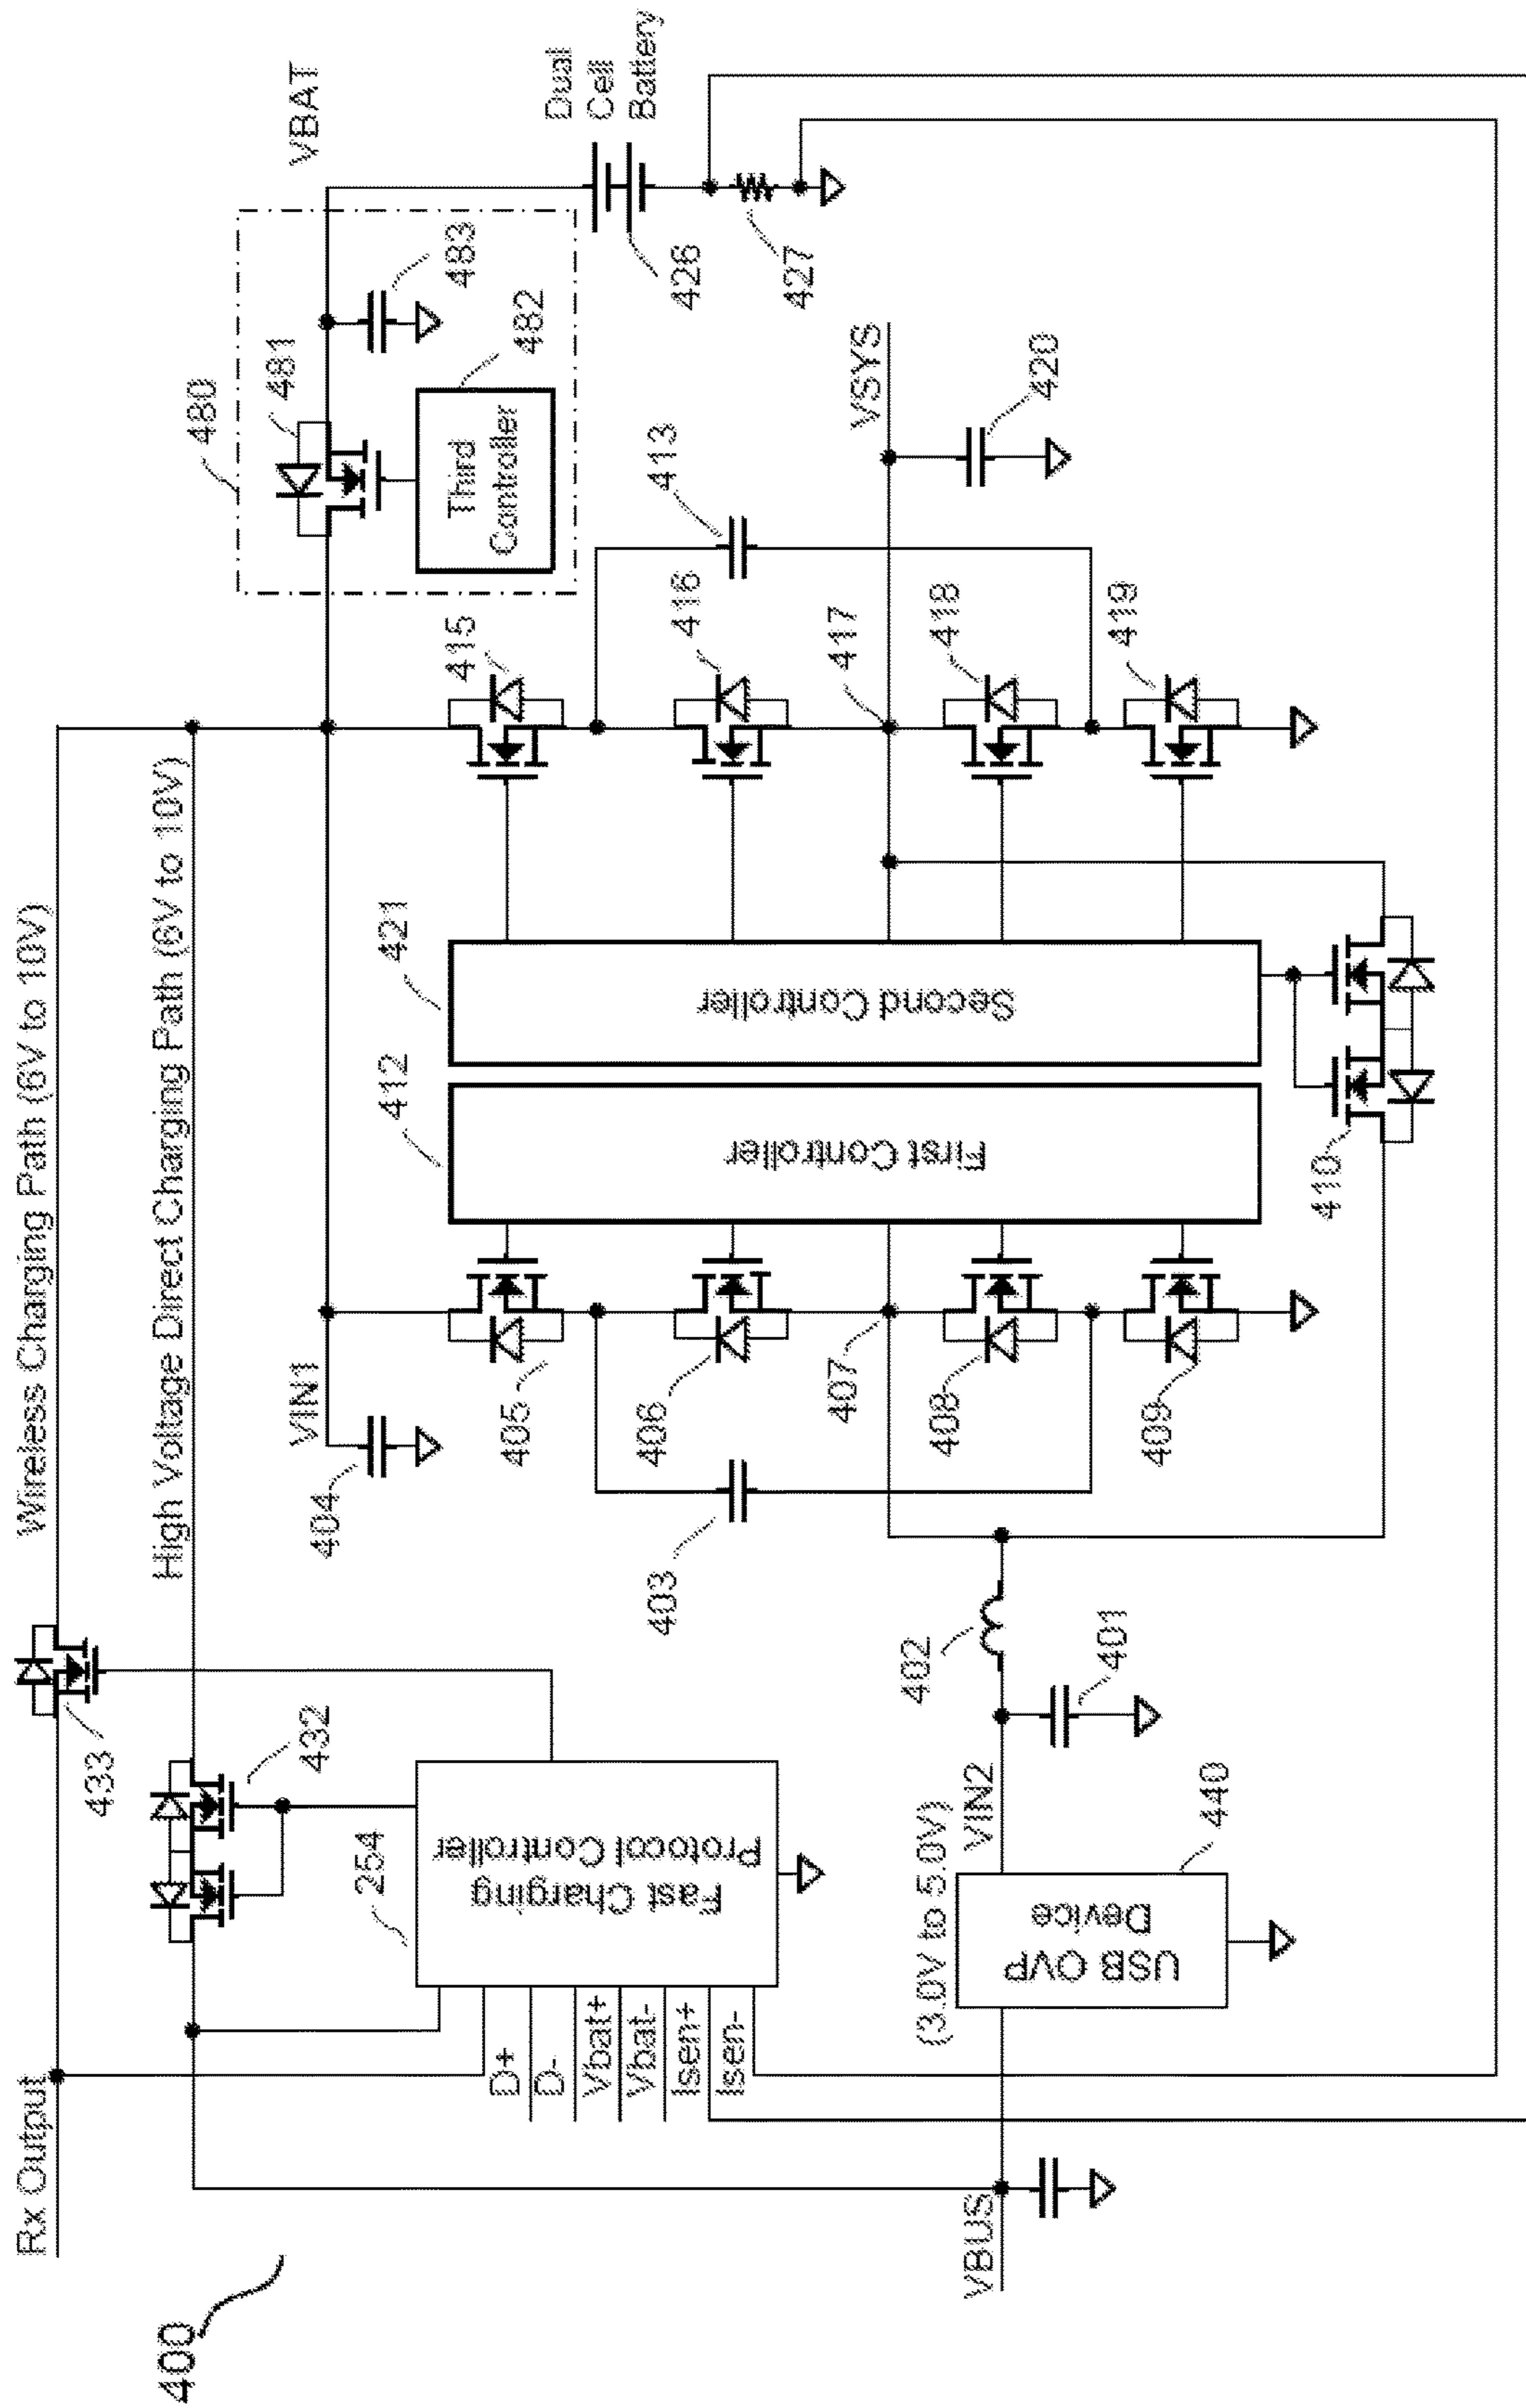 400
Rx Output
Wireless Charging Path (6V to 10V)
433
High Voltage Direct Charging Path (6V to 10V)
432
VIN1
VBAT
480
481
483
482
Third
Controller
Dual
Cell
Battery
426
427
404
254
Fast Charging
Protocol Controller
D+
D-
Vbat+
Vbat-
Isen+
Isen-
405
412
421
415
403
406
First Controller
Second Controller
416
413
407
417
VSYS
420
408
418
409
419
402
401
VBUS
(3.0V to 5.0V)
VIN2
USB OVP
Device
440
410